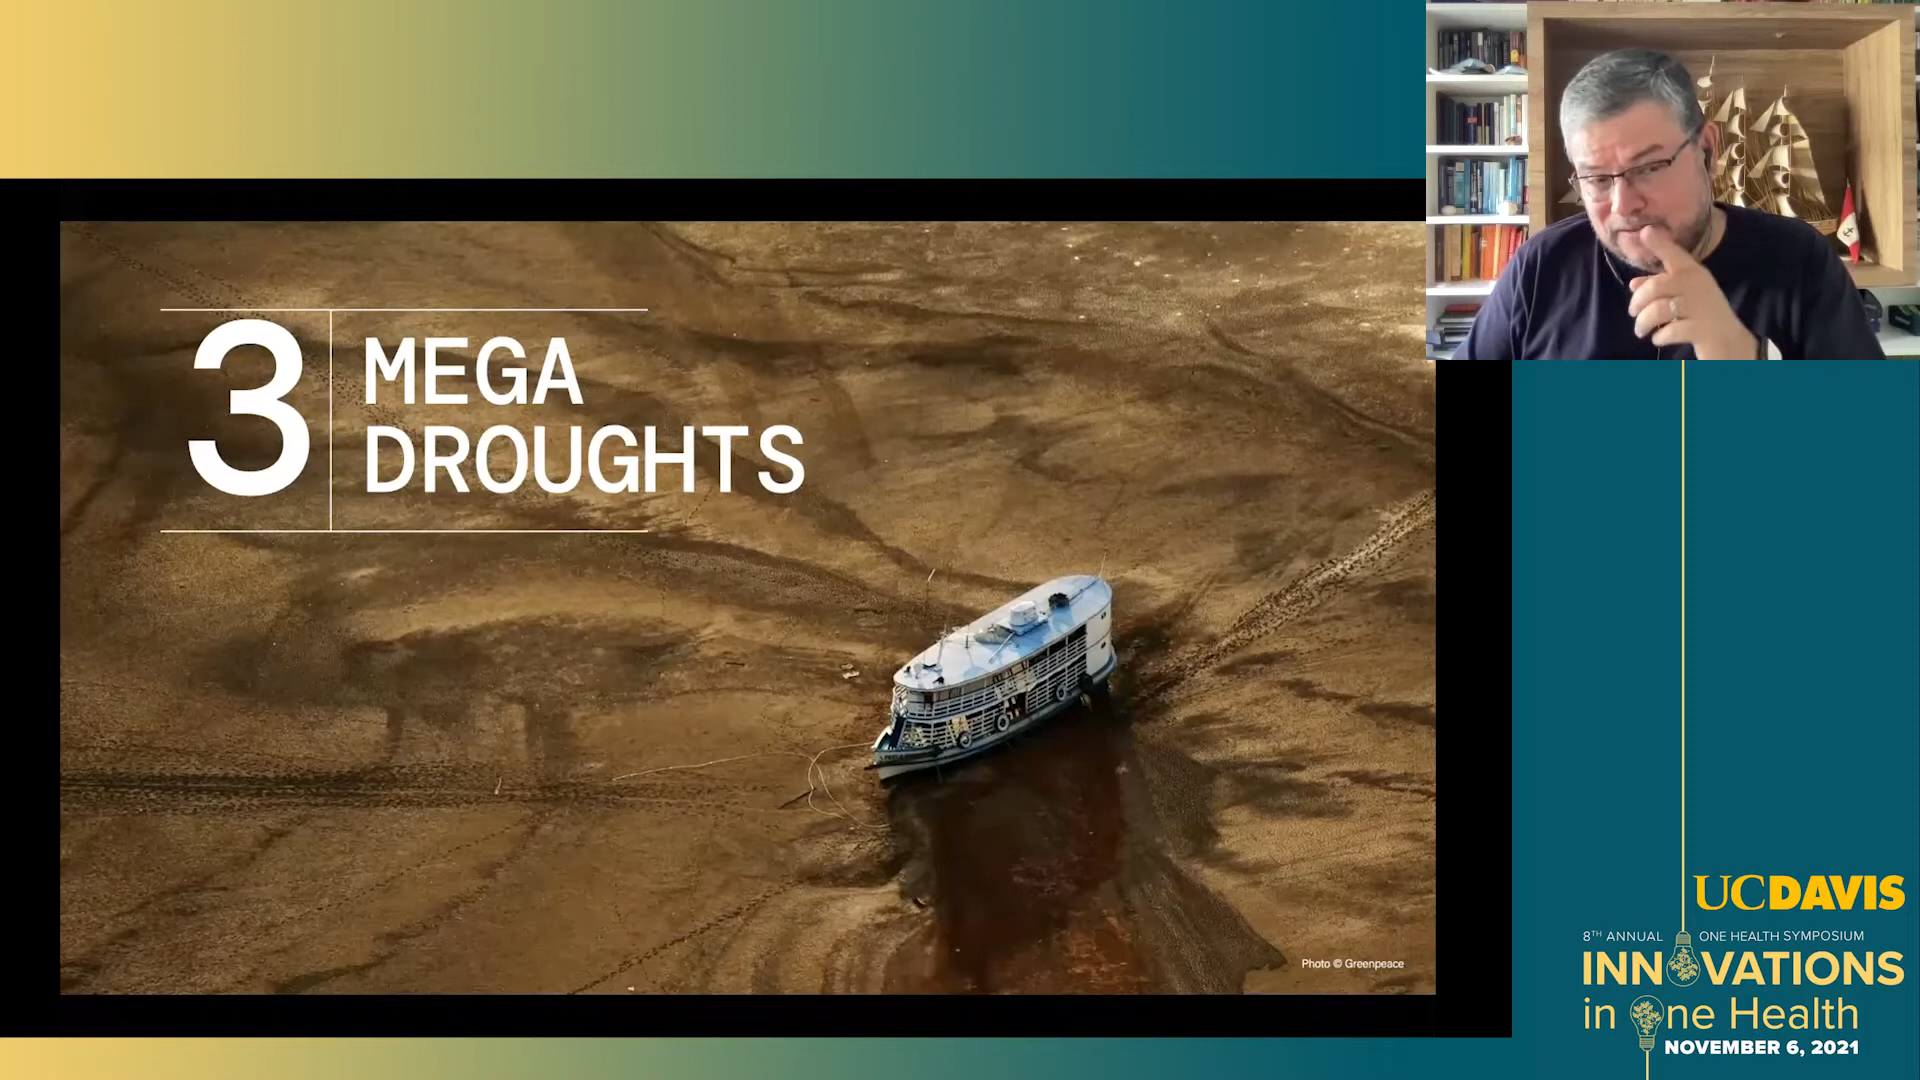 3
MEGA
DROUGHTS
Photo © Greenpeace
UCDAVIS
8TH ANNUAL ONE HEALTH SYMPOSIUM
INNOVATIONS
in One Health
NOVEMBER 6, 2021